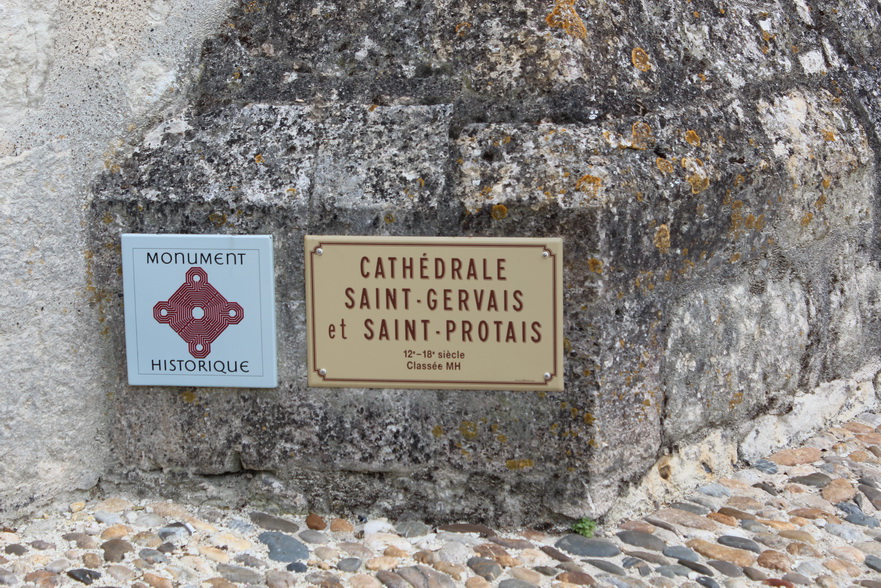 MONUMENT
HISTORIQUE
CATHÉDRALE
SAINT-GERVAIS
et SAINT-PROTAIS
12e-18e siècle
Classée MH